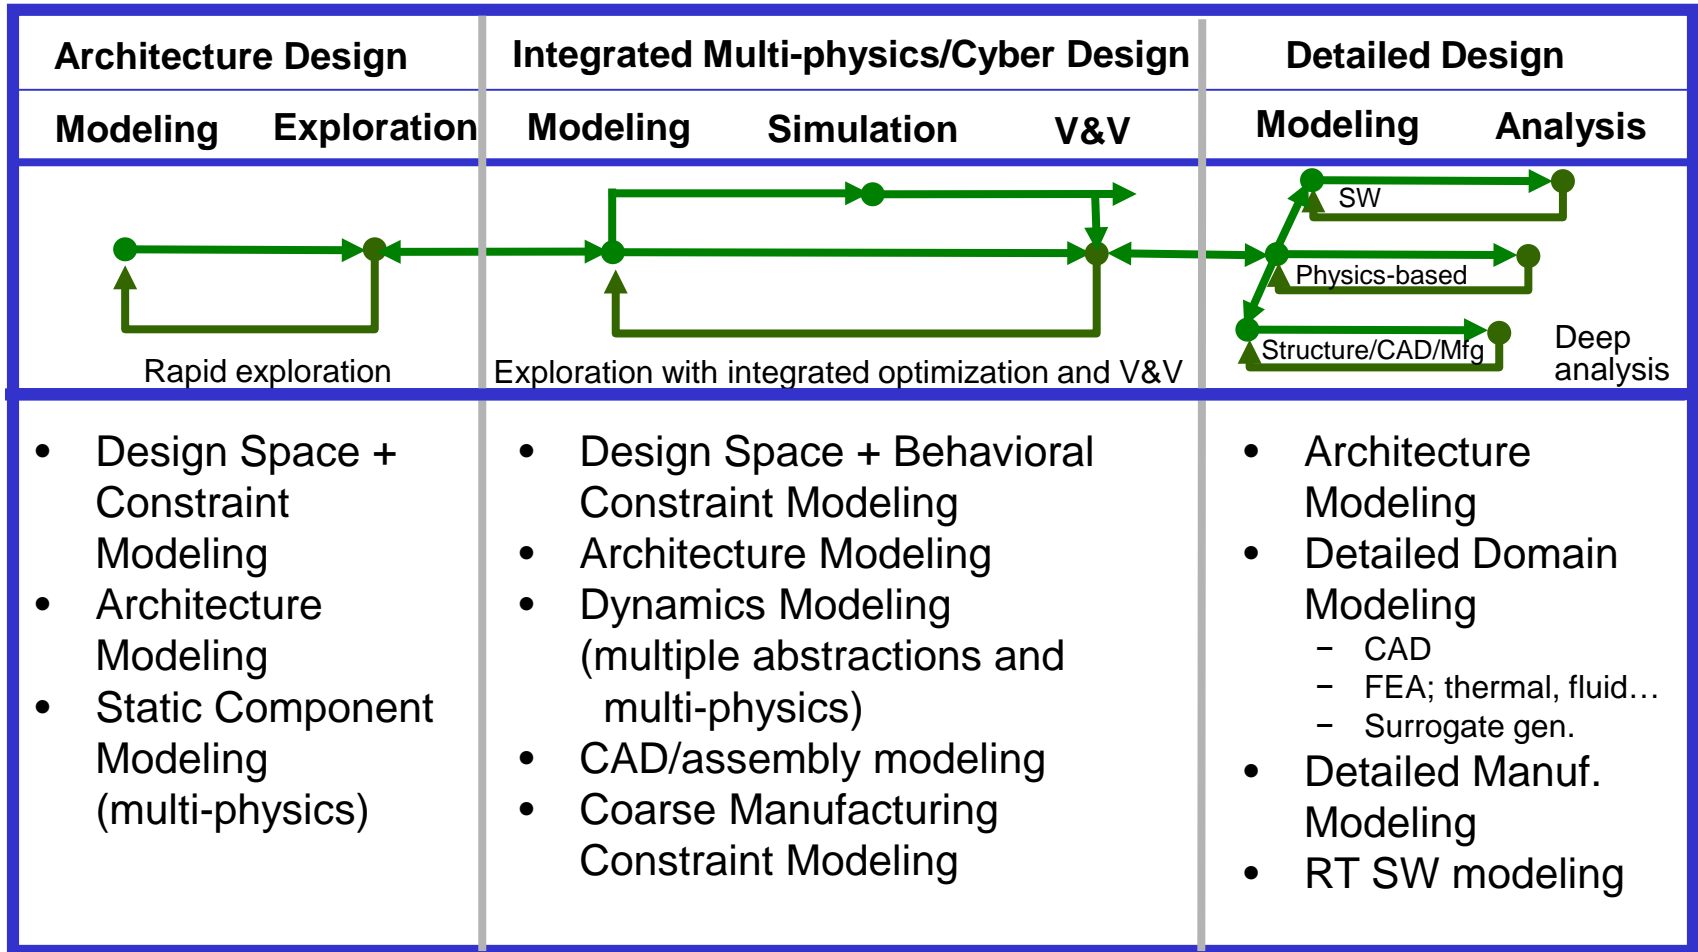 Architecture Design
Integrated Multi-physics/Cyber Design
Detailed Design
Modeling Exploration
Modeling Simulation V&V
Modeling Analysis
SW
Physics-based
Structure/CAD/Mfg
Deep
analysis
Rapid exploration
Exploration with integrated optimization and V&V
• Design Space +
Constraint
Modeling
• Architecture
Modeling
• Static Component
Modeling
(multi-physics)
• Design Space + Behavioral
Constraint Modeling
• Architecture Modeling
• Dynamics Modeling
(multiple abstractions and
multi-physics)
• CAD/assembly modeling
• Coarse Manufacturing
Constraint Modeling
• Architecture
Modeling
• Detailed Domain
Modeling
− CAD
− FEA; thermal, fluid…
− Surrogate gen.
• Detailed Manuf.
Modeling
• RT SW modeling